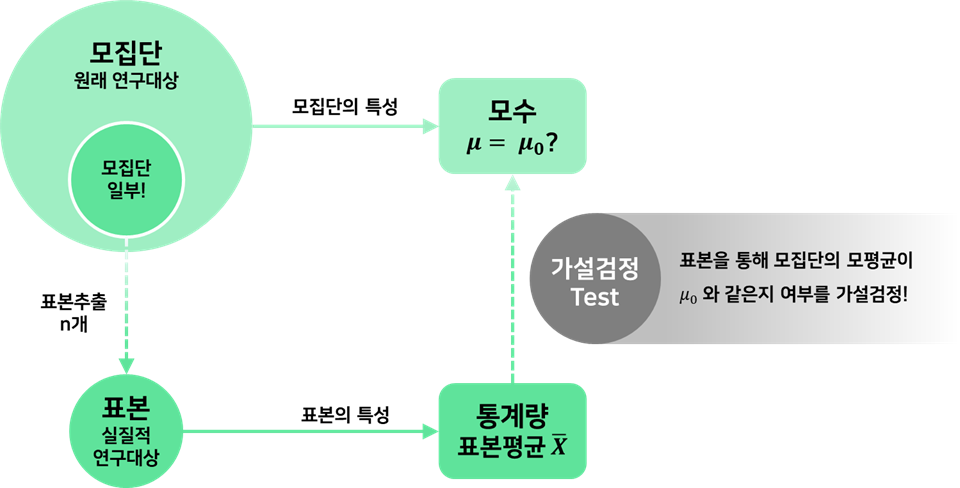 모집단
원래 연구대상
모집단
일부!
모집단의 특성
모수
μ = μ₀?
표본추출
n개
가설검정
Test
표본을 통해 모집단의 모평균이
μ₀ 와 같은지 여부를 가설검정!
표본
실질적
연구대상
표본의 특성
통계량
표본평균 X̅